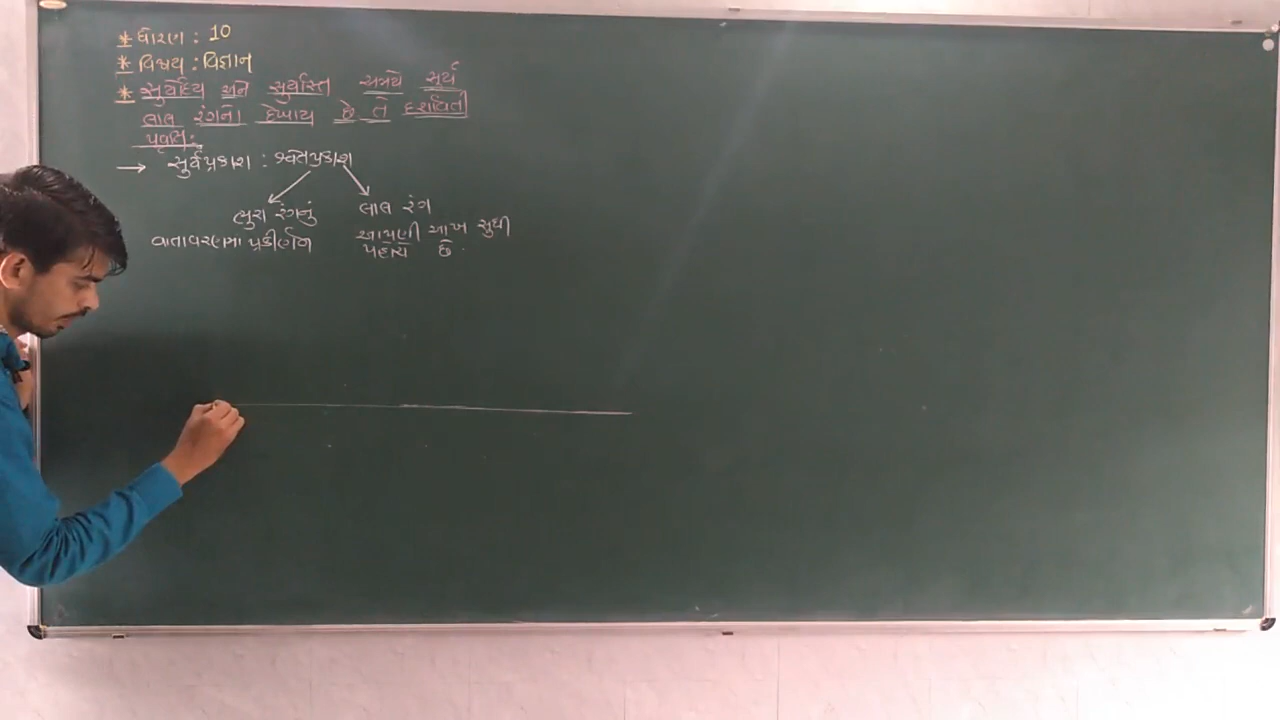 * ધોરણ : 10
* વિષય : વિજ્ઞાન
* સુર્યોદય અને સુર્યાસ્ત સમયે સૂર્ય
લાલ રંગનો દેખાય છે તે દર્શાવતી
પ્રવૃતિ:
→ સુર્યપ્રકાશ : શ્વેતપ્રકાશ
ભુરા રંગનું લાલ રંગ
વાતાવરણમા પ્રકીર્ણન આપણી આખ સુધી
પહોચે છે.